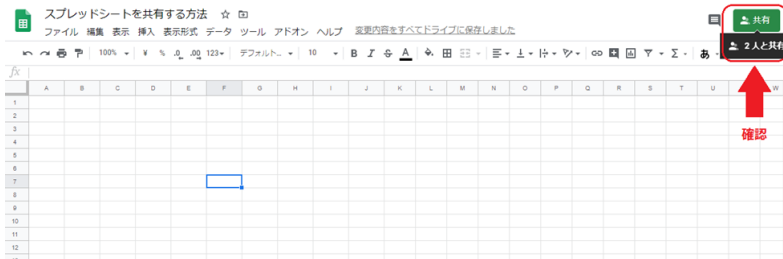 スプレッドシートを共有する方法
共有
ファイル 編集 表示 挿入 表示形式 データ ツール アドオン ヘルプ 変更内容をすべてドライブに保存しました
2人と共有
100% ¥ % .0 .00 123 デフォルト... 10 B I S A あ
fx
A B C D E F G H I J K L M N O P Q R S T U W
1
2
3
確認
4
5
6
7
8
9
10
11
12